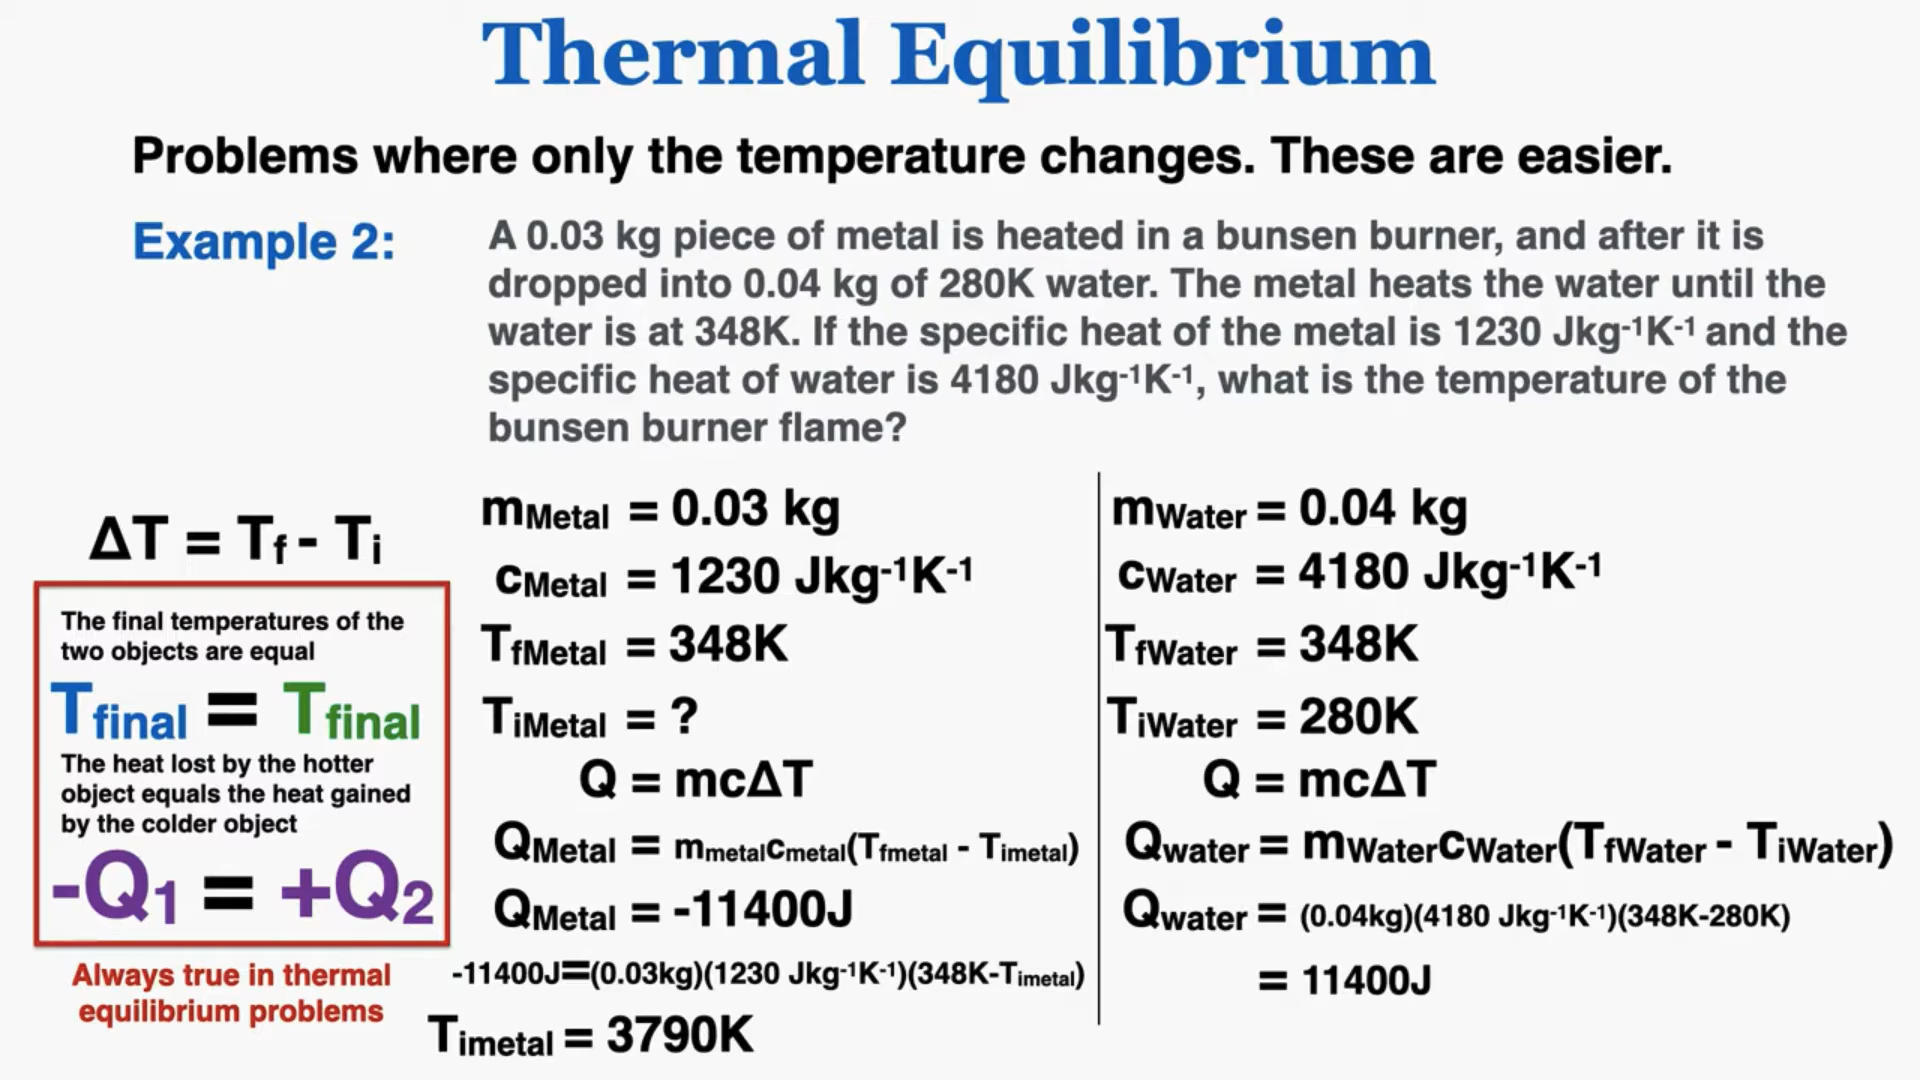 Thermal Equilibrium
Problems where only the temperature changes. These are easier.
Example 2:
A 0.03 kg piece of metal is heated in a bunsen burner, and after it is
dropped into 0.04 kg of 280K water. The metal heats the water until the
water is at 348K. If the specific heat of the metal is 1230 Jkg⁻¹K⁻¹ and the
specific heat of water is 4180 Jkg⁻¹K⁻¹, what is the temperature of the
bunsen burner flame?
ΔT = Tf - Ti
The final temperatures of the
two objects are equal
Tfinal = Tfinal
The heat lost by the hotter
object equals the heat gained
by the colder object
-Q1 = +Q2
Always true in thermal
equilibrium problems
mMetal = 0.03 kg
cMetal = 1230 Jkg⁻¹K⁻¹
TfMetal = 348K
TiMetal = ?
Q = mcΔT
QMetal = mmetalcmetal(Tfmetal - Timetal)
QMetal = -11400J
-11400J=(0.03kg)(1230 Jkg⁻¹K⁻¹)(348K-Timetal)
Timetal = 3790K
mWater = 0.04 kg
cWater = 4180 Jkg⁻¹K⁻¹
TfWater = 348K
TiWater = 280K
Q = mcΔT
Qwater = mWatercWater(TfWater - TiWater)
Qwater = (0.04kg)(4180 Jkg⁻¹K⁻¹)(348K-280K)
= 11400J